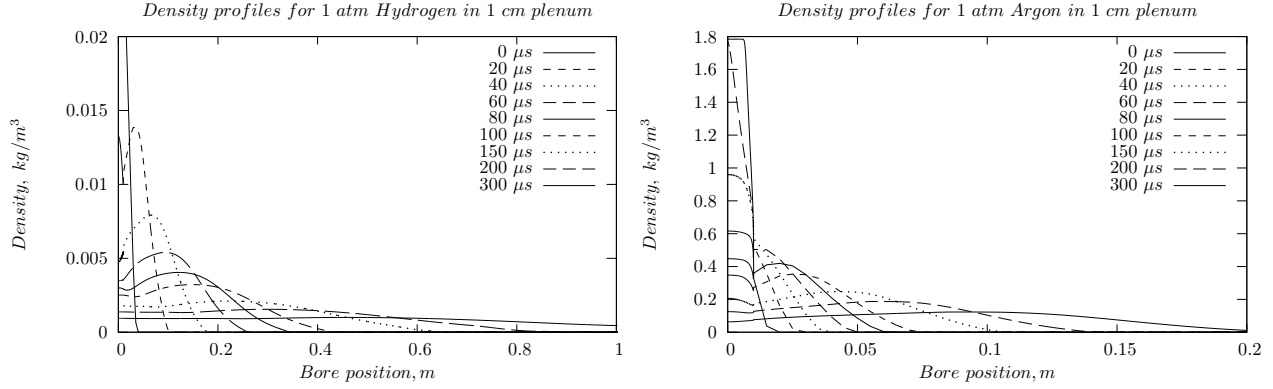 Density profiles for 1 atm Hydrogen in 1 cm plenum
0.02
0.015
0.01
0.005
0
0 0.2 0.4 0.6 0.8 1
Density, kg/m³
Bore position, m
0 μs
20 μs
40 μs
60 μs
80 μs
100 μs
150 μs
200 μs
300 μs
Density profiles for 1 atm Argon in 1 cm plenum
1.8
1.6
1.4
1.2
1
0.8
0.6
0.4
0.2
0
0 0.05 0.1 0.15 0.2
Density, kg/m³
Bore position, m
0 μs
20 μs
40 μs
60 μs
80 μs
100 μs
150 μs
200 μs
300 μs